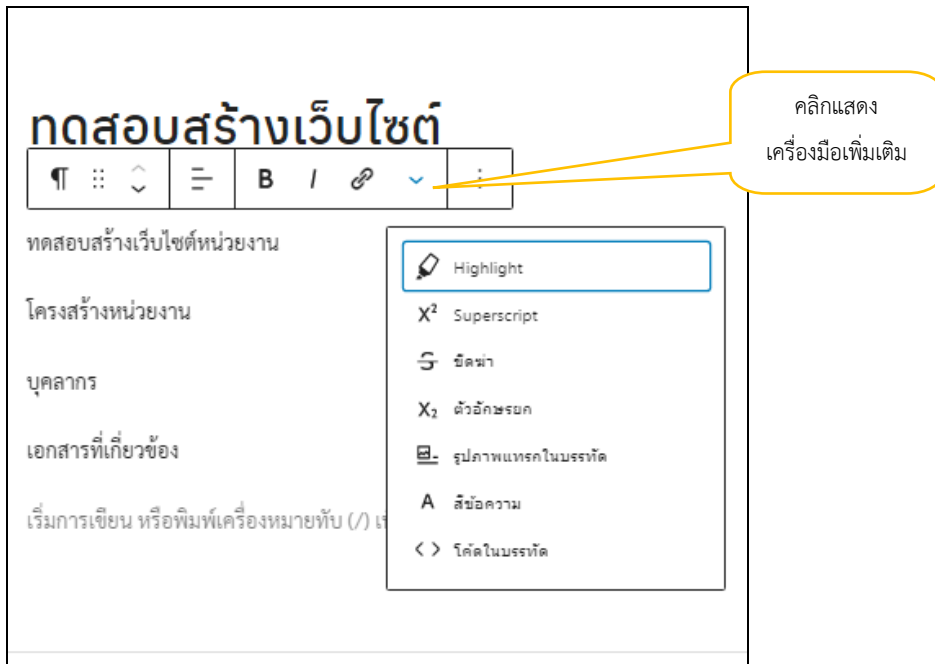 ทดสอบสร้างเว็บไซต์
คลิกแสดง
เครื่องมือเพิ่มเติม
B I
ทดสอบสร้างเว็บไซต์หน่วยงาน
โครงสร้างหน่วยงาน
บุคลากร
เอกสารที่เกี่ยวข้อง
เริ่มการเขียน หรือพิมพ์เครื่องหมายทับ (/)
Highlight
X² Superscript
S ขีดฆ่า
X₂ ตัวอักษรยก
รูปภาพแทรกในบรรทัด
A สีข้อความ
<> โค้ดในบรรทัด